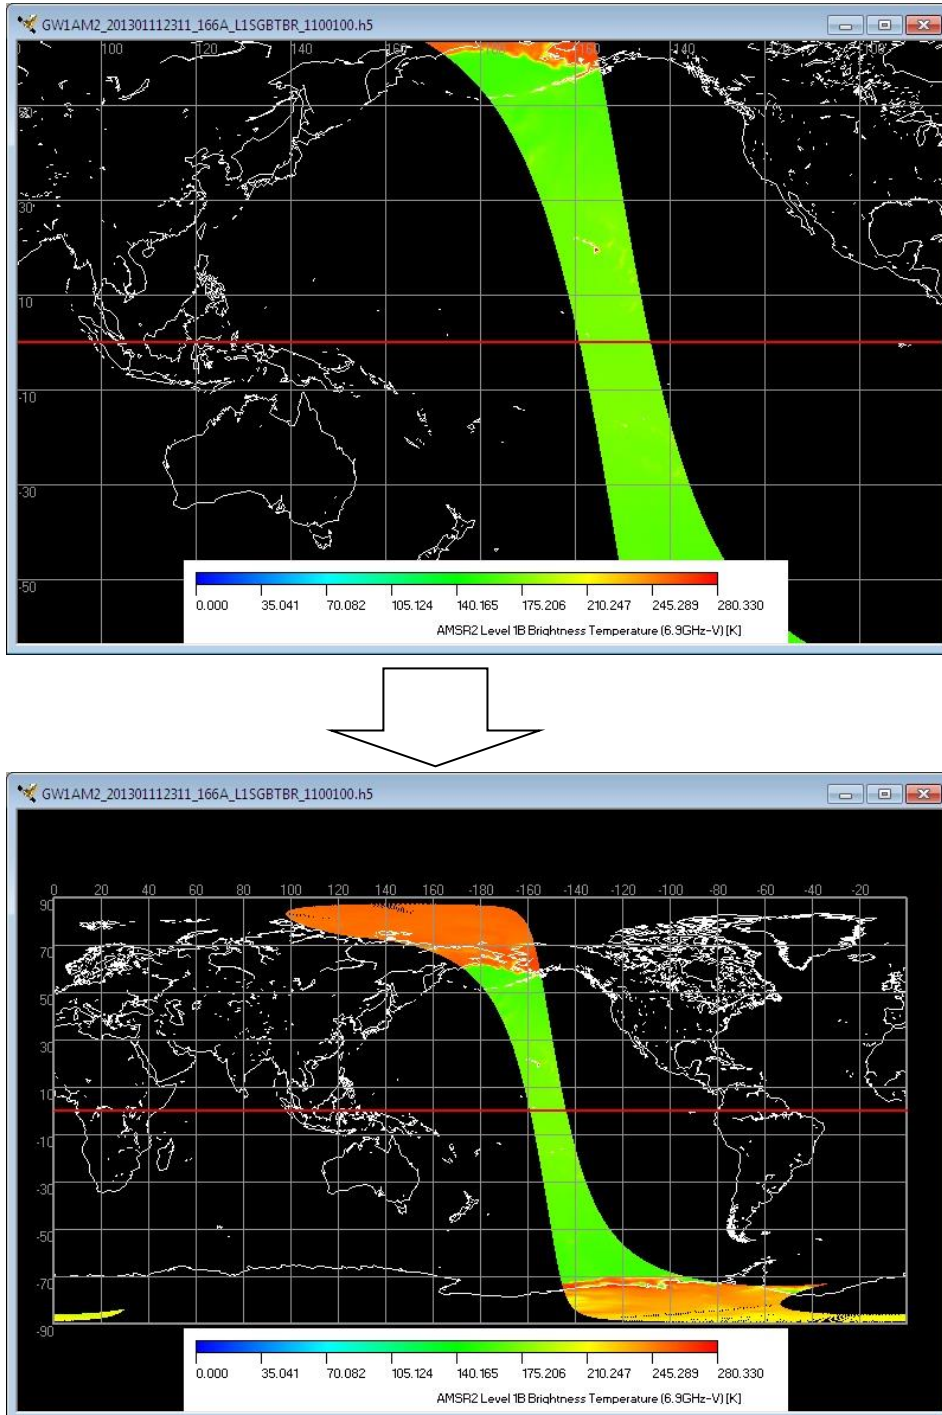 GW1AM2_201301112311_166A_L1SGBTBR_1100100.h5
100 120 140 160 -180 -160 -140 -120 -100
30
10
-10
-30
-50
0.000 35.041 70.082 105.124 140.165 175.206 210.247 245.289 280.330
AMSR2 Level 1B Brightness Temperature (6.9GHz-V) [K]
GW1AM2_201301112311_166A_L1SGBTBR_1100100.h5
0 20 40 60 80 100 120 140 160 -180 -160 -140 -120 -100 -80 -60 -40 -20
90
70
50
30
10
-10
-30
-50
-70
-90
0.000 35.041 70.082 105.124 140.165 175.206 210.247 245.289 280.330
AMSR2 Level 1B Brightness Temperature (6.9GHz-V) [K]